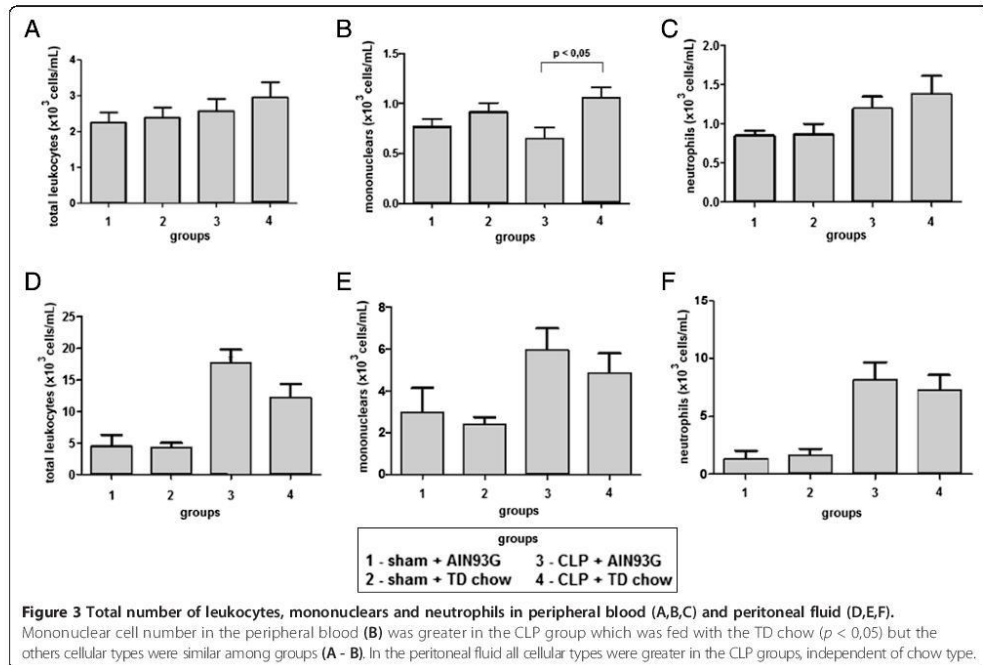 A
total leukocytes (x10³ cells/mL)
4
3
2
1
0
1 2 3 4
groups
B
mononuclears (x10³ cells/mL)
1.5
1.0
0.5
0.0
p < 0,05
1 2 3 4
groups
C
neutrophils (x10³ cells/mL)
2.0
1.5
1.0
0.5
0.0
1 2 3 4
groups
D
total leukocytes (x10³ cells/mL)
25
20
15
10
5
0
1 2 3 4
groups
E
mononuclears (x10³ cells/mL)
8
6
4
2
0
1 2 3 4
groups
F
neutrophils (x10³ cells/mL)
15
10
5
0
1 2 3 4
groups
groups
1 - sham + AIN93G 3 - CLP + AIN93G
2 - sham + TD chow 4 - CLP + TD chow
Figure 3 Total number of leukocytes, mononuclears and neutrophils in peripheral blood (A,B,C) and peritoneal fluid (D,E,F).
Mononuclear cell number in the peripheral blood (B) was greater in the CLP group which was fed with the TD chow (p < 0,05) but the
others cellular types were similar among groups (A - B). In the peritoneal fluid all cellular types were greater in the CLP groups, independent of chow type.